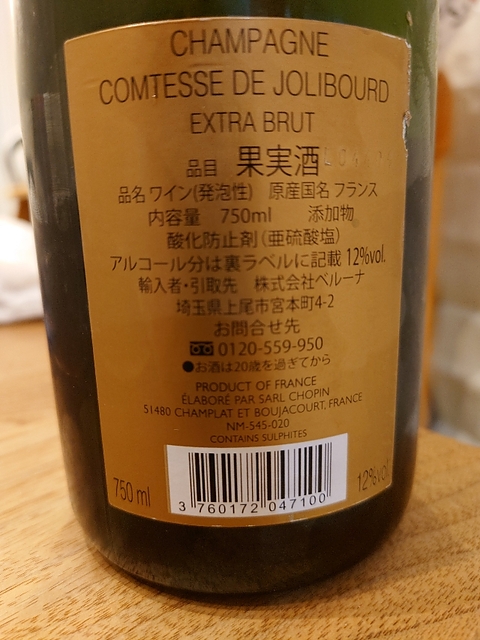 CHAMPAGNE
COMTESSE DE JOLIBOURD
EXTRA BRUT
品目 果実酒
品名 ワイン(発泡性) 原産国名 フランス
内容量 750ml 添加物
酸化防止剤(亜硫酸塩)
アルコール分は裏ラベルに記載 12%vol.
輸入者・引取先 株式会社ベルーナ
埼玉県上尾市宮本町4-2
お問合せ先
0120-559-950
●お酒は20歳を過ぎてから
PRODUCT OF FRANCE
ÉLABORÉ PAR SARL CHOPIN
51480 CHAMPLAT ET BOUJACOURT, FRANCE
NM-545-020
CONTAINS SULPHITES
750 ml
12%vol
3 760172 047100